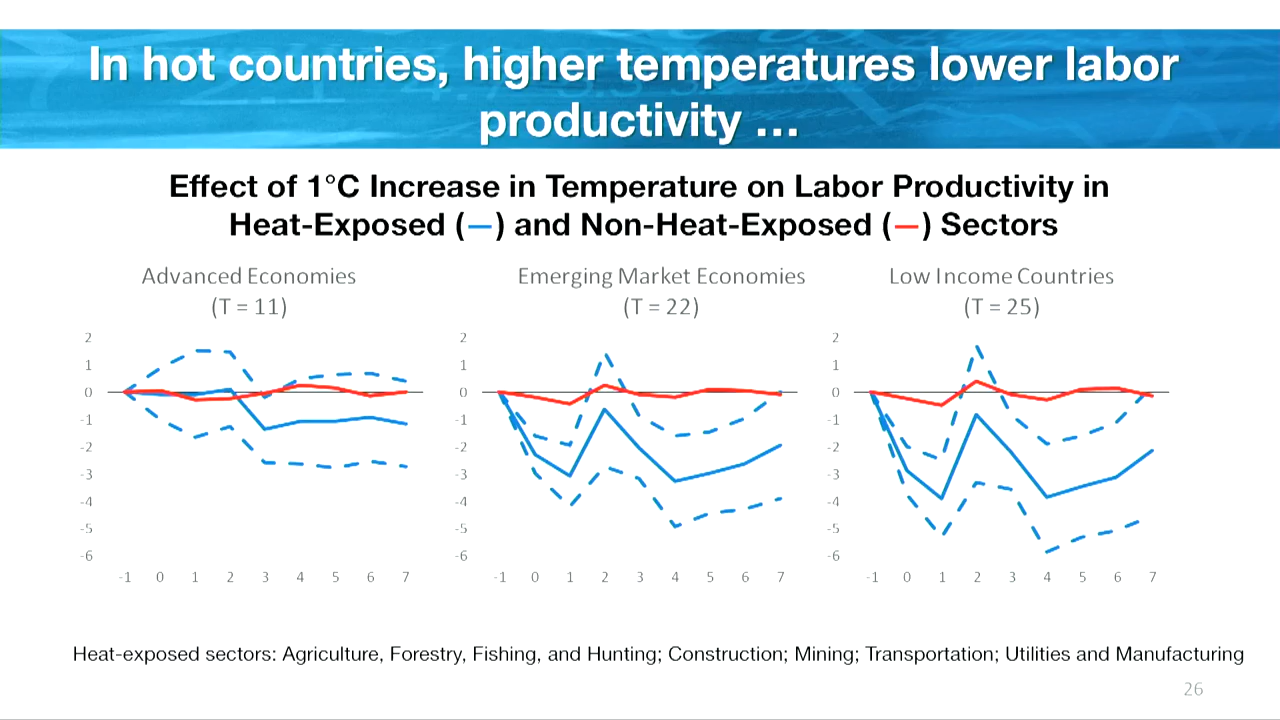 In hot countries, higher temperatures lower labor
productivity ...
Effect of 1°C Increase in Temperature on Labor Productivity in
Heat-Exposed (—) and Non-Heat-Exposed (—) Sectors
Advanced Economies
(T = 11)
2
1
0
-1
-2
-3
-4
-5
-6
-1 0 1 2 3 4 5 6 7
Emerging Market Economies
(T = 22)
2
1
0
-1
-2
-3
-4
-5
-6
-1 0 1 2 3 4 5 6 7
Low Income Countries
(T = 25)
2
1
0
-1
-2
-3
-4
-5
-6
-1 0 1 2 3 4 5 6 7
Heat-exposed sectors: Agriculture, Forestry, Fishing, and Hunting; Construction; Mining; Transportation; Utilities and Manufacturing
26